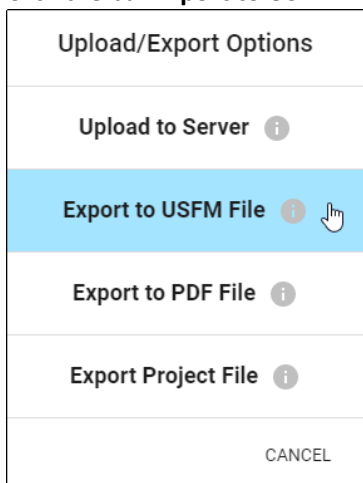 Upload/Export Options
Upload to Server
Export to USFM File
Export to PDF File
Export Project File
CANCEL